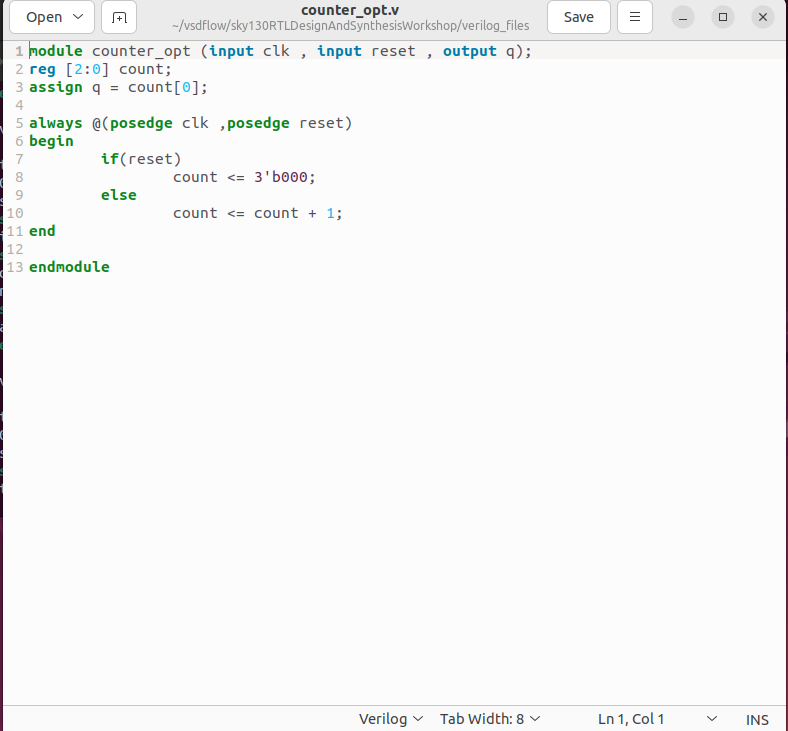 counter_opt.v
Open
~/vsdflow/sky130RTLDesignAndSynthesisWorkshop/verilog_files
Save
1 module counter_opt (input clk , input reset , output q);
2 reg [2:0] count;
3 assign q = count[0];
4
5 always @(posedge clk ,posedge reset)
6 begin
7         if(reset)
8                 count <= 3'b000;
9         else
10                 count <= count + 1;
11 end
12
13 endmodule
Verilog Tab Width: 8 Ln 1, Col 1 INS